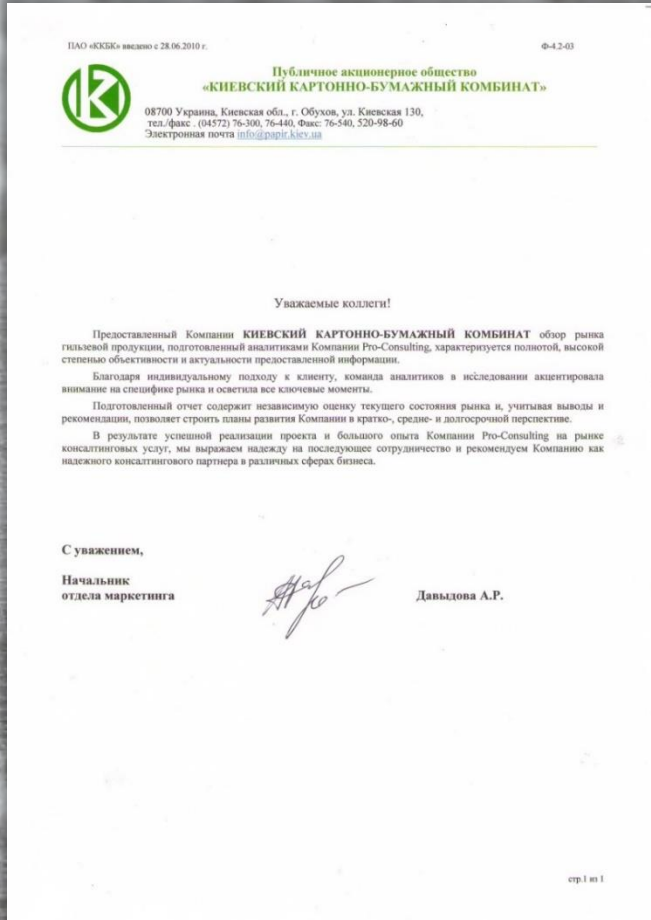 ПАО «ККБК» введено с 28.06.2010 г.
Ф-4.2-03
Публичное акционерное общество
«КИЕВСКИЙ КАРТОННО-БУМАЖНЫЙ КОМБИНАТ»
08700 Украина, Киевская обл., г. Обухов, ул. Киевская 130,
тел./факс . (04572) 76-300, 76-440, Факс: 76-540, 520-98-60
Электронная почта info@papir.kiev.ua
Уважаемые коллеги!
Предоставленный Компании КИЕВСКИЙ КАРТОННО-БУМАЖНЫЙ КОМБИНАТ обзор рынка
гильзевой продукции, подготовленный аналитиками Компании Pro-Consulting, характеризуется полнотой, высокой
степенью объективности и актуальности предоставленной информации.
Благодаря индивидуальному подходу к клиенту, команда аналитиков в исследовании акцентировала
внимание на специфике рынка и осветила все ключевые моменты.
Подготовленный отчет содержит независимую оценку текущего состояния рынка и, учитывая выводы и
рекомендации, позволяет строить планы развития Компании в кратко-, средне- и долгосрочной перспективе.
В результате успешной реализации проекта и большого опыта Компании Pro-Consulting на рынке
консалтинговых услуг, мы выражаем надежду на последующее сотрудничество и рекомендуем Компанию как
надежного консалтингового партнера в различных сферах бизнеса.
С уважением,
Начальник
отдела маркетинга
Давыдова А.Р.
стр.1 из 1